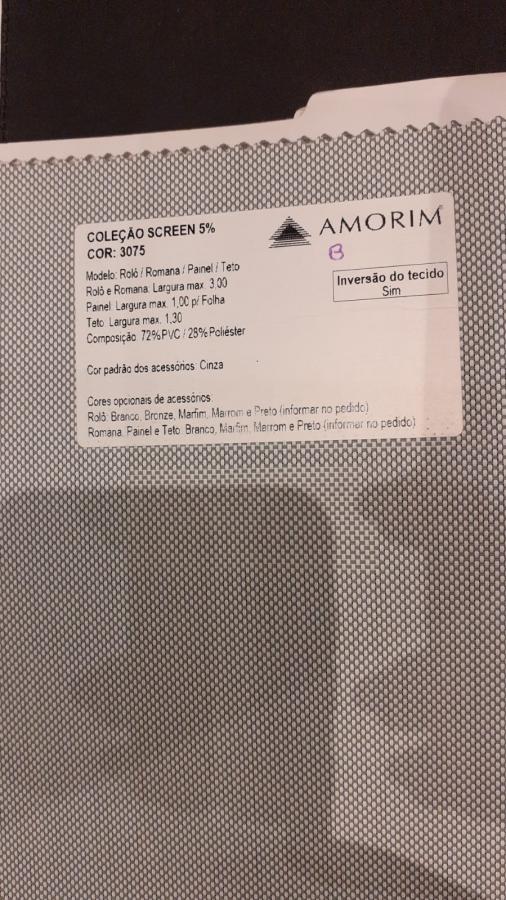 COLEÇÃO SCREEN 5%
COR: 3075
AMORIM
B
Inversão do tecido
Sim
Modelo: Rolô / Romana / Painel / Teto
Rolô e Romana: Largura max. 3,00
Painel: Largura max. 1,00 p/ Folha
Teto: Largura max. 1,30
Composição: 72%PVC / 28%Poliéster
Cor padrão dos acessórios: Cinza
Cores opcionais de acessórios:
Rolô: Branco, Bronze, Marfim, Marrom e Preto (informar no pedido)
Romana, Painel e Teto: Branco, Marfim, Marrom e Preto (informar no pedido)